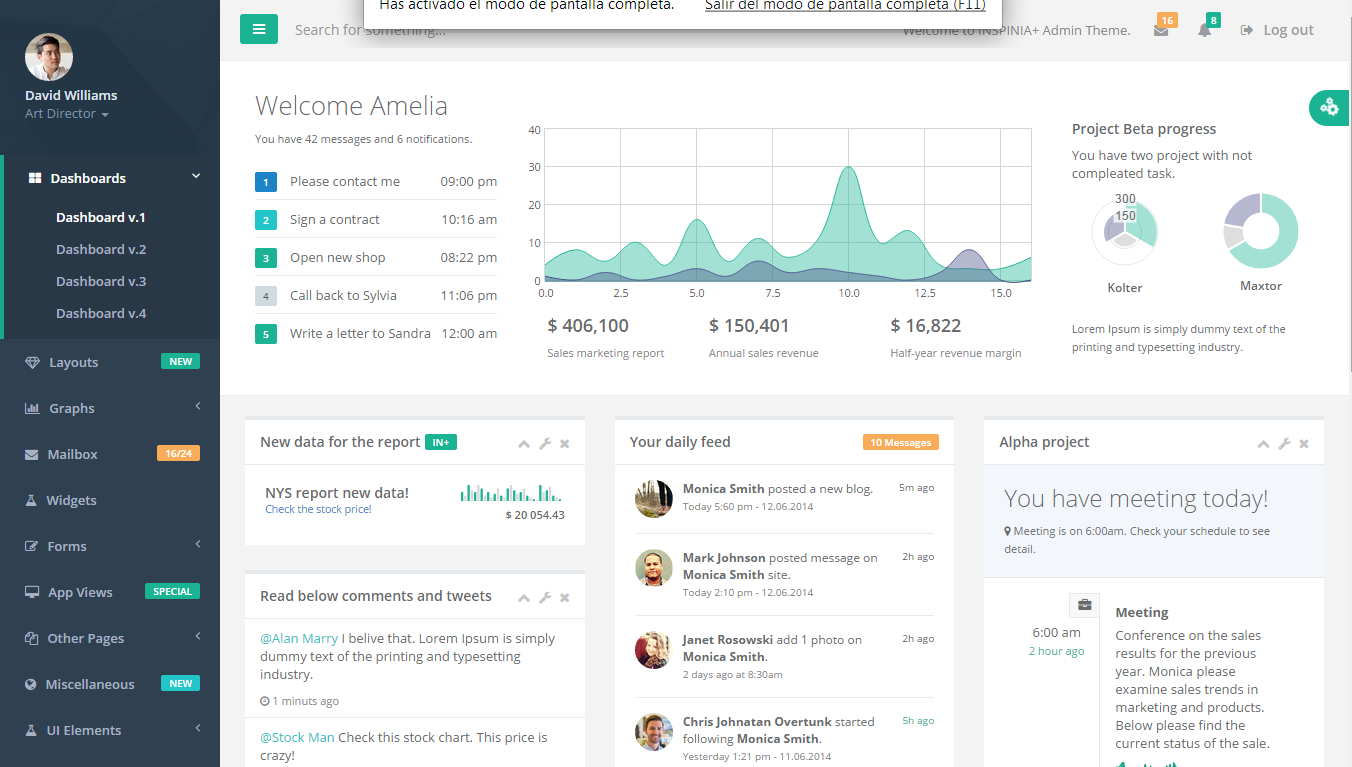 Has activado el modo de pantalla completa. Salir del modo de pantalla completa (F11)
Search for something...
Welcome to INSPINIA+ Admin Theme.
16
8
Log out
David Williams
Art Director
Dashboards
Dashboard v.1
Dashboard v.2
Dashboard v.3
Dashboard v.4
Layouts NEW
Graphs
Mailbox 16/24
Widgets
Forms
App Views SPECIAL
Other Pages
Miscellaneous NEW
UI Elements
Welcome Amelia
You have 42 messages and 6 notifications.
1 Please contact me 09:00 pm
2 Sign a contract 10:16 am
3 Open new shop 08:22 pm
4 Call back to Sylvia 11:06 pm
5 Write a letter to Sandra 12:00 am
40
30
20
10
0
0.0 2.5 5.0 7.5 10.0 12.5 15.0
$ 406,100
Sales marketing report
$ 150,401
Annual sales revenue
$ 16,822
Half-year revenue margin
Project Beta progress
You have two project with not
compleated task.
300
150
Kolter
Maxtor
Lorem Ipsum is simply dummy text of the
printing and typesetting industry.
New data for the report IN+
NYS report new data!
Check the stock price!
$ 20 054.43
Read below comments and tweets
@Alan Marry I belive that. Lorem Ipsum is simply
dummy text of the printing and typesetting
industry.
1 minuts ago
@Stock Man Check this stock chart. This price is
crazy!
Your daily feed 10 Messages
Monica Smith posted a new blog. 5m ago
Today 5:60 pm - 12.06.2014
Mark Johnson posted message on 2h ago
Monica Smith site.
Today 2:10 pm - 12.06.2014
Janet Rosowski add 1 photo on 2h ago
Monica Smith.
2 days ago at 8:30am
Chris Johnatan Overtunk started 5h ago
following Monica Smith.
Yesterday 1:21 pm - 11.06.2014
Alpha project
You have meeting today!
Meeting is on 6:00am. Check your schedule to see
detail.
6:00 am
2 hour ago
Meeting
Conference on the sales
results for the previous
year. Monica please
examine sales trends in
marketing and products.
Below please find the
current status of the sale.